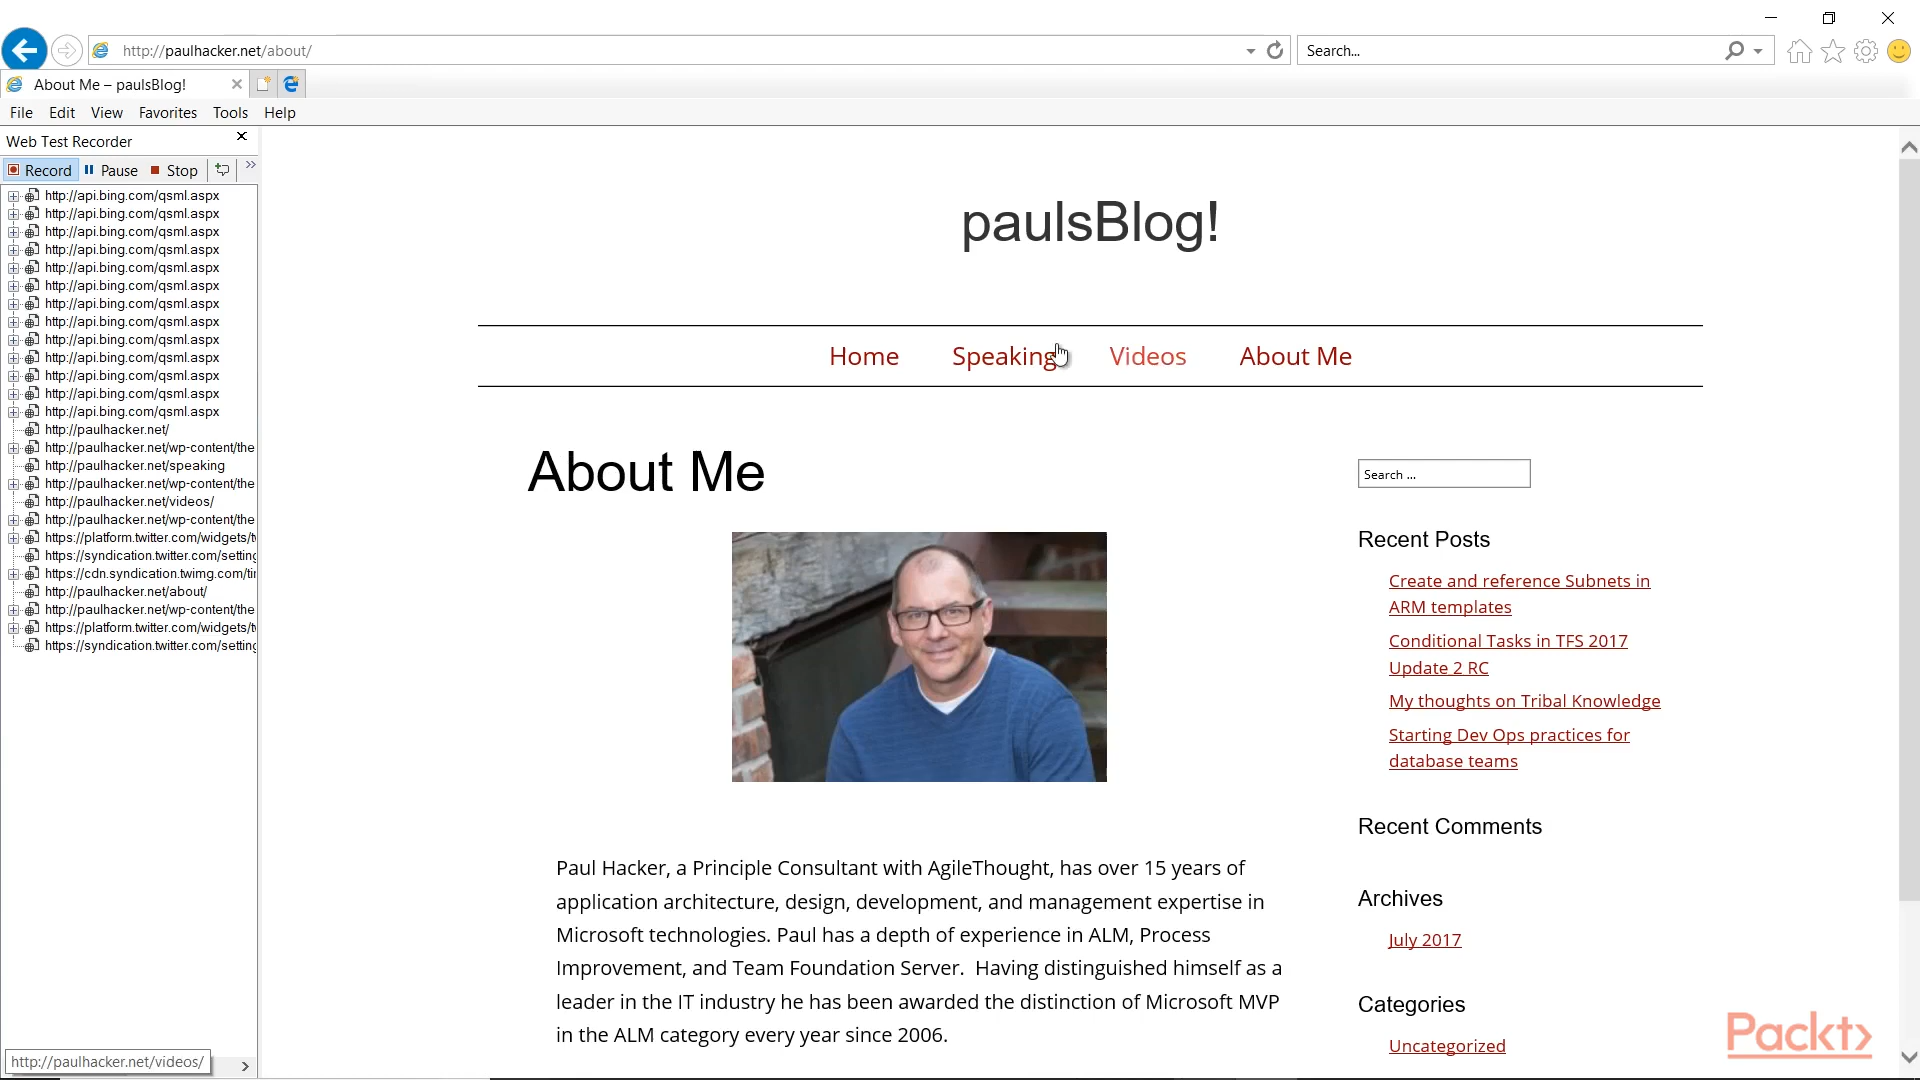 http://paulhacker.net/about/
Search...
About Me – paulsBlog!
File Edit View Favorites Tools Help
Web Test Recorder
Record Pause Stop
http://api.bing.com/qsml.aspx
http://api.bing.com/qsml.aspx
http://api.bing.com/qsml.aspx
http://api.bing.com/qsml.aspx
http://api.bing.com/qsml.aspx
http://api.bing.com/qsml.aspx
http://api.bing.com/qsml.aspx
http://api.bing.com/qsml.aspx
http://api.bing.com/qsml.aspx
http://api.bing.com/qsml.aspx
http://api.bing.com/qsml.aspx
http://api.bing.com/qsml.aspx
http://api.bing.com/qsml.aspx
http://paulhacker.net/
http://paulhacker.net/wp-content/the
http://paulhacker.net/speaking
http://paulhacker.net/wp-content/the
http://paulhacker.net/videos/
http://paulhacker.net/wp-content/the
https://platform.twitter.com/widgets/t
https://syndication.twitter.com/setting
https://cdn.syndication.twimg.com/ti
http://paulhacker.net/about/
http://paulhacker.net/wp-content/the
https://platform.twitter.com/widgets/t
https://syndication.twitter.com/setting
http://paulhacker.net/videos/
paulsBlog!
Home Speaking Videos About Me
About Me
Paul Hacker, a Principle Consultant with AgileThought, has over 15 years of
application architecture, design, development, and management expertise in
Microsoft technologies. Paul has a depth of experience in ALM, Process
Improvement, and Team Foundation Server. Having distinguished himself as a
leader in the IT industry he has been awarded the distinction of Microsoft MVP
in the ALM category every year since 2006.
Search ...
Recent Posts
Create and reference Subnets in
ARM templates
Conditional Tasks in TFS 2017
Update 2 RC
My thoughts on Tribal Knowledge
Starting Dev Ops practices for
database teams
Recent Comments
Archives
July 2017
Categories
Uncategorized
Packt